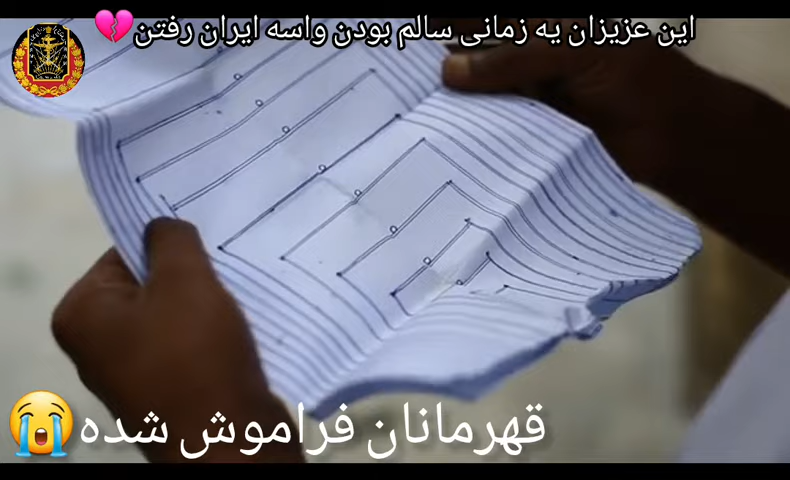 این عزیزان یه زمانی سالم بودن واسه ایران رفتن💔
قهرمانان فراموش شده😭